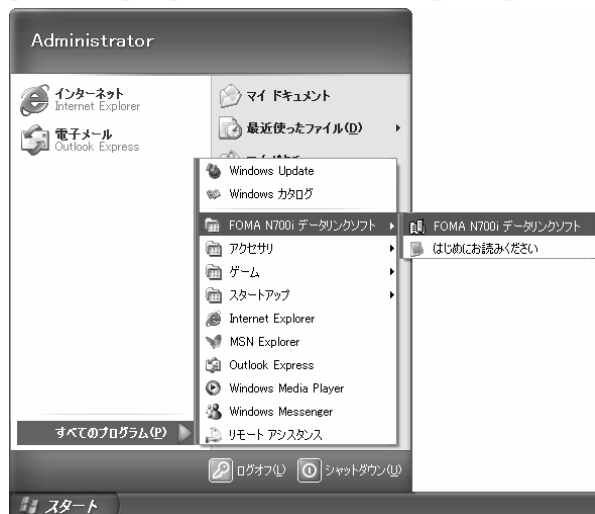 Administrator
インターネット
Internet Explorer
電子メール
Outlook Express
マイ ドキュメント
最近使ったファイル(D)
Windows Update
Windows カタログ
FOMA N700i データリンクソフト
アクセサリ
ゲーム
スタートアップ
Internet Explorer
MSN Explorer
Outlook Express
Windows Media Player
Windows Messenger
リモート アシスタンス
FOMA N700i データリンクソフト
はじめにお読みください
すべてのプログラム(P)
ログオフ(L)
シャットダウン(U)
スタート